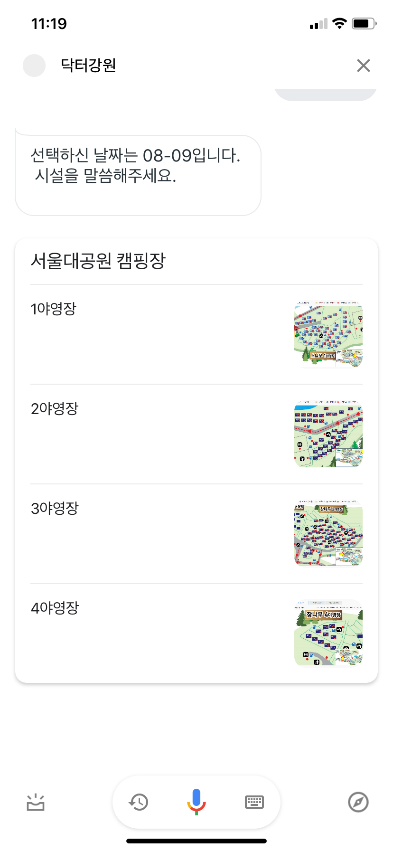 11:19
닥터강원
선택하신 날짜는 08-09입니다.
시설을 말씀해주세요.
서울대공원 캠핑장
1야영장
2야영장
3야영장
4야영장